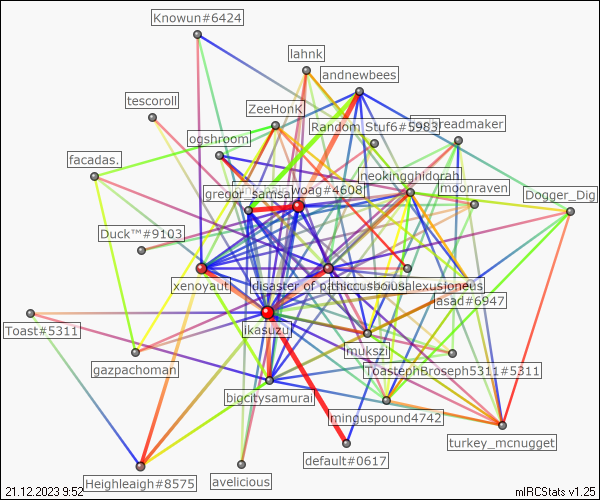 Knowun#6424
lahnk
andnewbees
tescoroll
ZeeHonK
Random Stuf6#5983
readmaker
ogshroom
facadas.
neokingghidorah
gregor_samsa
woag#4608
moonraven
Dogger_Dig
Duck™#9103
xenoyaut
disaster of
asad#6947
Toast#5311
ikasuzu
mukszi
gazpachoman
ToastephBroseph5311#5311
bigcitysamurai
minguspound4742
turkey_mcnugget
default#0617
Heighleaigh#8575
avelicious
21.12.2023 9:52
mIRCStats v1.25